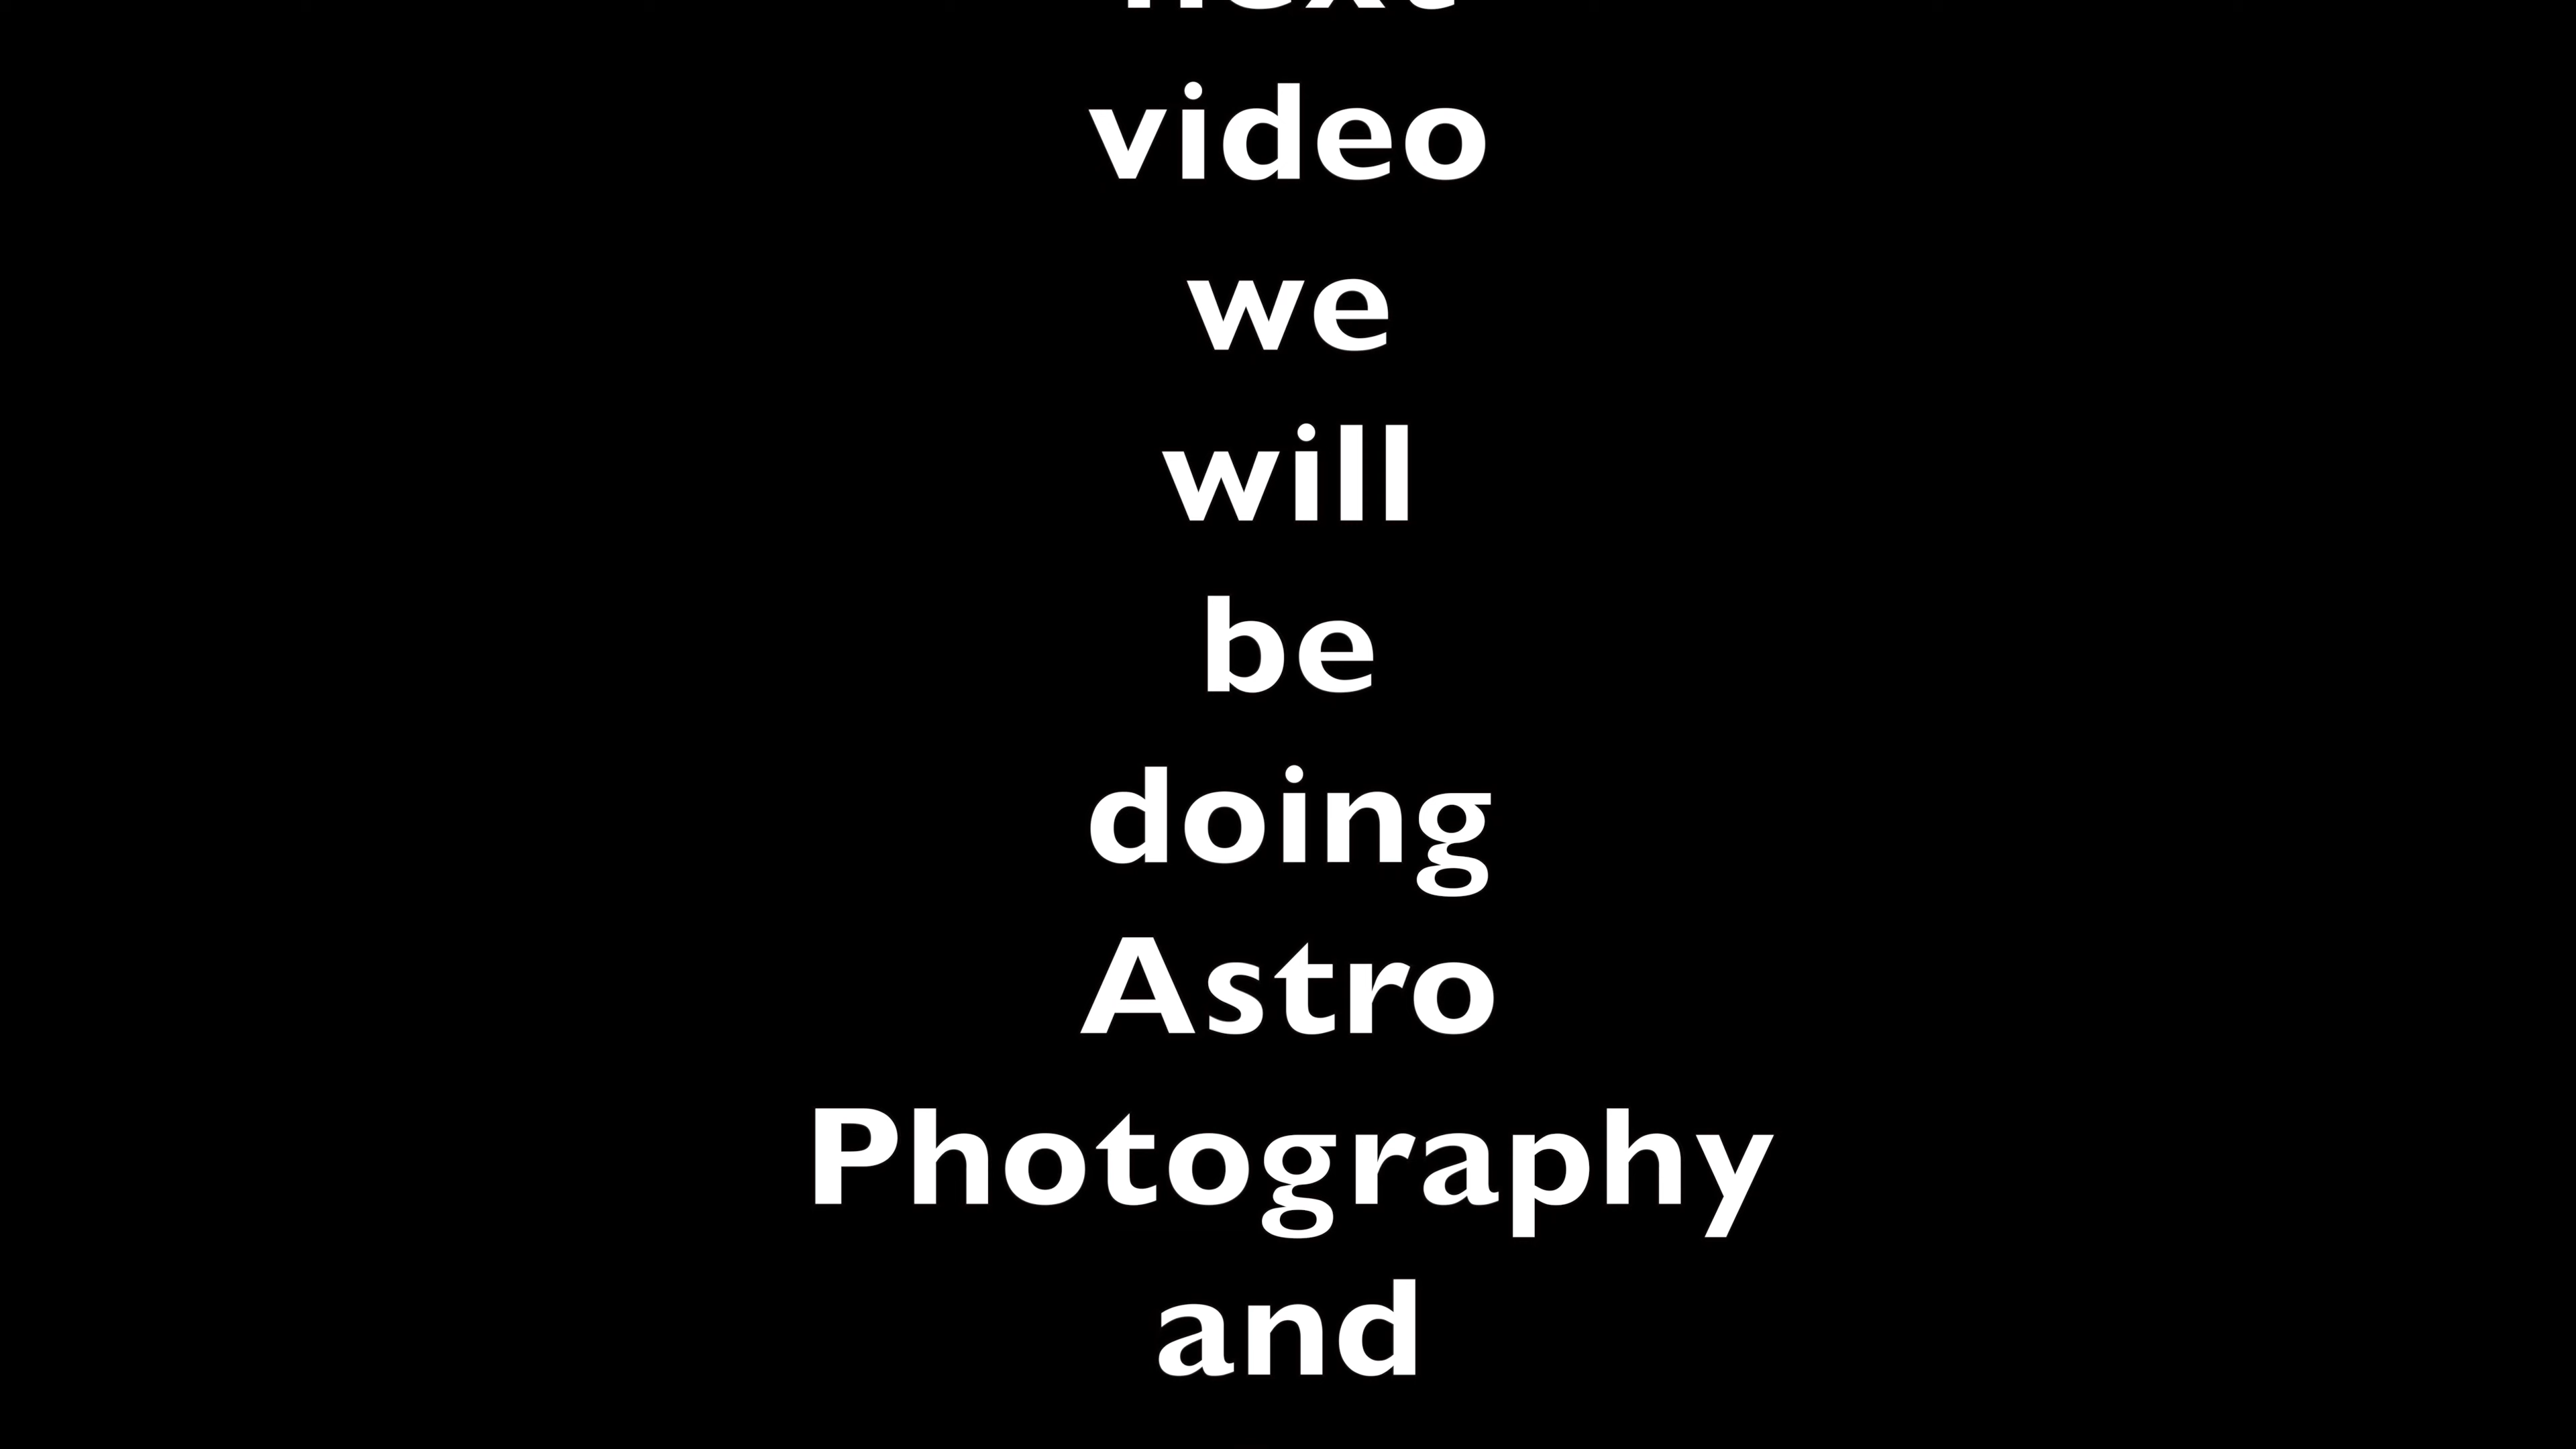 next
video
we
will
be
doing
Astro
Photography
and